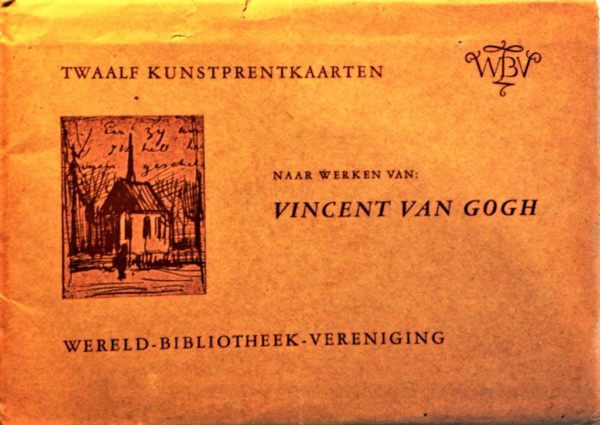 TWAALF KUNSTPRENTKAARTEN
WBV
NAAR WERKEN VAN:
VINCENT VAN GOGH
WERELD-BIBLIOTHEEK-VERENIGING